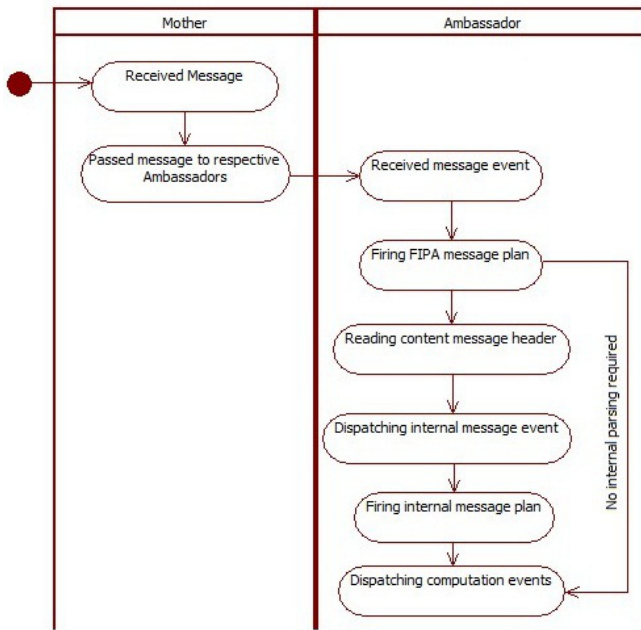 Mother
Ambassador
Received Message
Passed message to respective
Ambassadors
Received message event
Firing FIPA message plan
Reading content message header
Dispatching internal message event
Firing internal message plan
Dispatching computation events
No internal parsing required